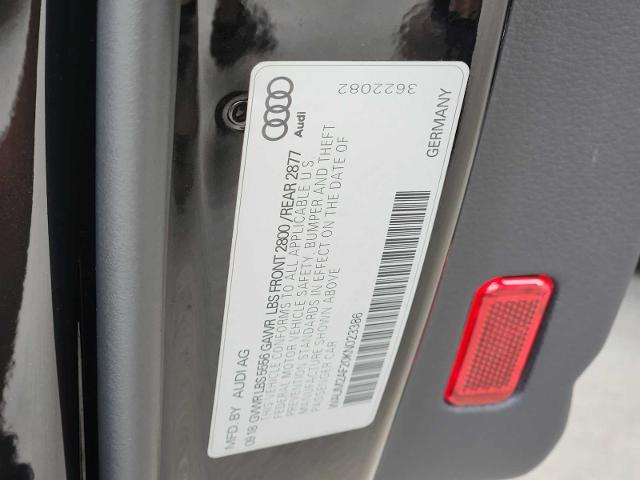 Audi
3622082
MFD. BY AUDI AG
09.18 GVWR LBS 5556 GAWR LBS FRONT 2800 / REAR 2877
THIS VEHICLE CONFORMS TO ALL APPLICABLE U.S.
FEDERAL MOTOR VEHICLE SAFETY, BUMPER AND THEFT
PREVENTION STANDARDS IN EFFECT ON THE DATE OF
MANUFACTURE SHOWN ABOVE
PASSENGER CAR
GERMANY